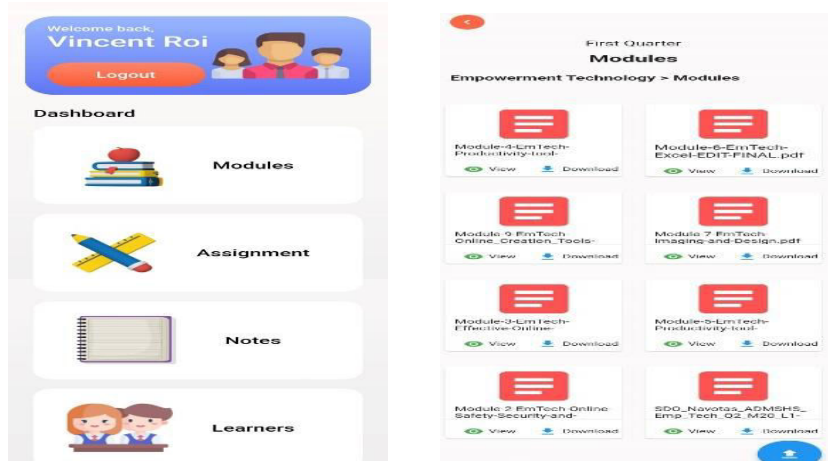 Welcome back,
Vincent Roi
Logout
Dashboard
Modules
Assignment
Notes
Learners
First Quarter
Modules
Empowerment Technology > Modules
Module-4-EmTech-
Productivity-tool-
View Download
Module-6-EmTech-
Excel-EDIT-FINAL.pdf
View Download
Module-9-EmTech-
Online_Creation_Tools-
View Download
Module-7-EmTech-
Imaging-and-Design.pdf
View Download
Module-3-EmTech-
Effective-Online-
View Download
Module-5-EmTech-
Productivity-tool-
View Download
Module-2-EmTech-Online-
Safety-Security-and-
View Download
SDO_Navotas_ADMSHS_
Emp_Tech_Q2_M20_L1-
View Download